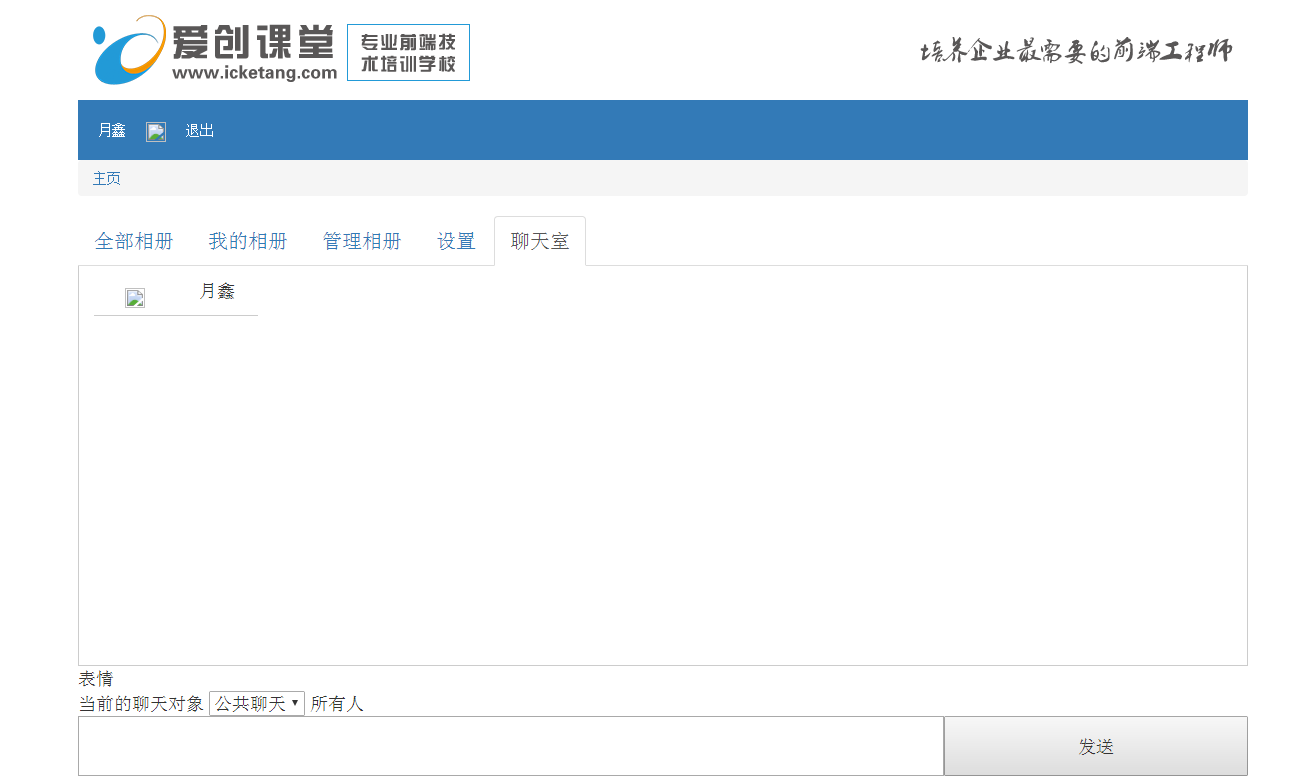 爱创课堂
www.icketang.com
专业前端技
术培训学校
培养企业最需要的前端工程师
月鑫 退出
主页
全部相册 我的相册 管理相册 设置 聊天室
月鑫
表情
当前的聊天对象 公共聊天 所有人
发送